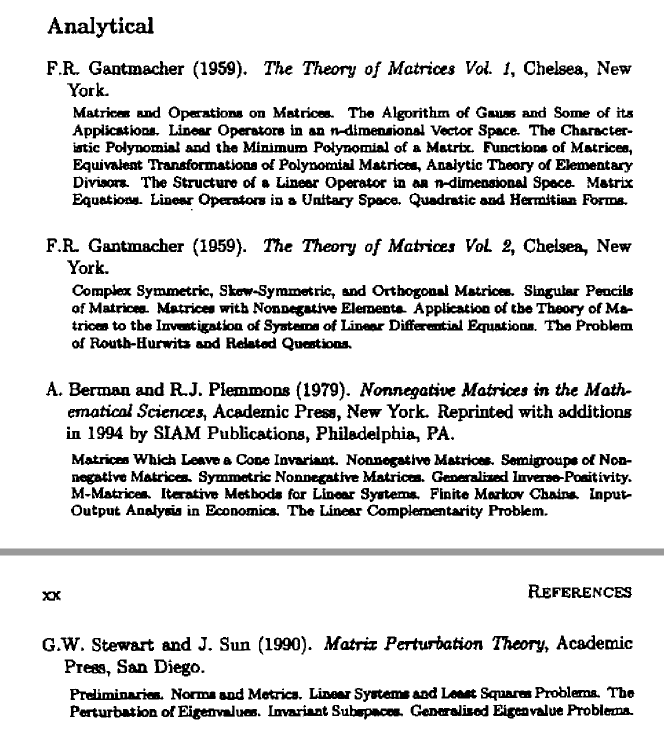 Analytical
F.R. Gantmacher (1959). The Theory of Matrices Vol. 1, Chelsea, New
York.
Matrices and Operations on Matrices. The Algorithm of Gauss and Some of its
Applications. Linear Operators in an n-dimensional Vector Space. The Character-
istic Polynomial and the Minimum Polynomial of a Matrix. Functions of Matrices,
Equivalent Transformations of Polynomial Matrices, Analytic Theory of Elementary
Divisors. The Structure of a Linear Operator in an n-dimensional Space. Matrix
Equations. Linear Operators in a Unitary Space. Quadratic and Hermitian Forms.
F.R. Gantmacher (1959). The Theory of Matrices Vol. 2, Chelsea, New
York.
Complex Symmetric, Skew-Symmetric, and Orthogonal Matrices. Singular Pencils
of Matrices. Matrices with Nonnegative Elements. Application of the Theory of Ma-
trices to the Investigation of Systems of Linear Differential Equations. The Problem
of Routh-Hurwitz and Related Questions.
A. Berman and R.J. Plemmons (1979). Nonnegative Matrices in the Math-
ematical Sciences, Academic Press, New York. Reprinted with additions
in 1994 by SIAM Publications, Philadelphia, PA.
Matrices Which Leave a Cone Invariant. Nonnegative Matrices. Semigroups of Non-
negative Matrices. Symmetric Nonnegative Matrices. Generalized Inverse-Positivity.
M-Matrices. Iterative Methods for Linear Systems. Finite Markov Chains. Input-
Output Analysis in Economics. The Linear Complementarity Problem.
xx REFERENCES
G.W. Stewart and J. Sun (1990). Matrix Perturbation Theory, Academic
Press, San Diego.
Preliminaries. Norms and Metrics. Linear Systems and Least Squares Problems. The
Perturbation of Eigenvalues. Invariant Subspaces. Generalised Eigenvalue Problems.